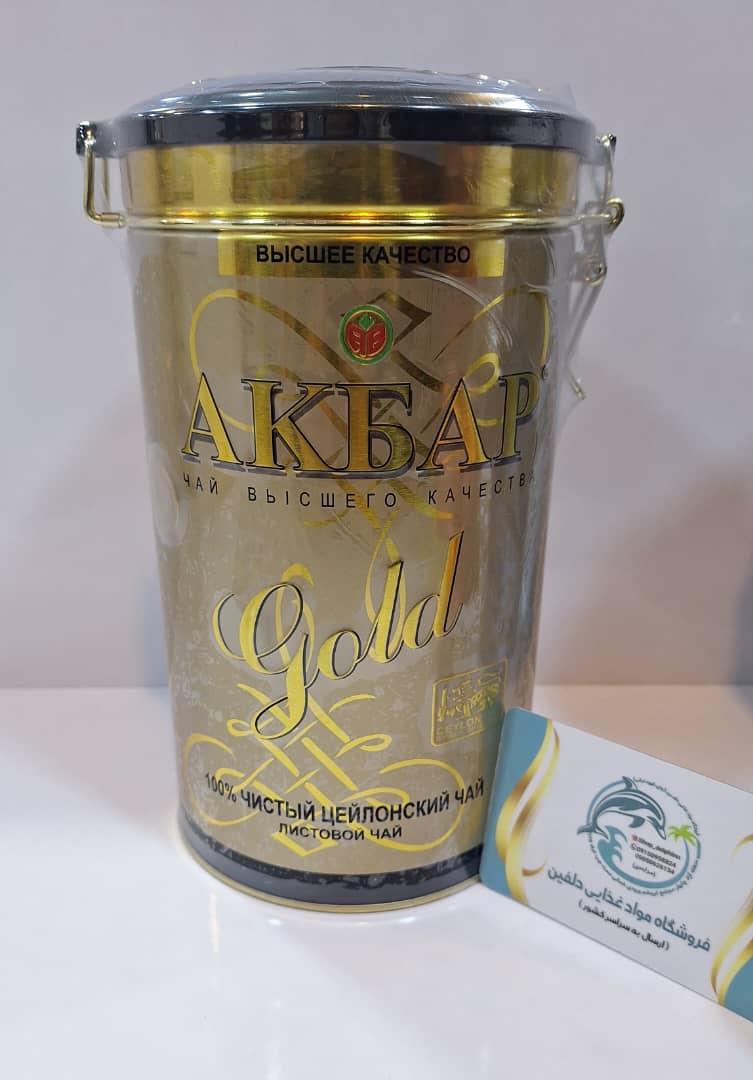 ВЫСШЕЕ КАЧЕСТВО
АКБАР
ЧАЙ ВЫСШЕГО КАЧЕСТВА
Gold
CEYLON
100% ЧИСТЫЙ ЦЕЙЛОНСКИЙ ЧАЙ
ЛИСТОВОЙ ЧАЙ
فروشگاه مواد غذایی دلفین
( ارسال به سراسر کشور )